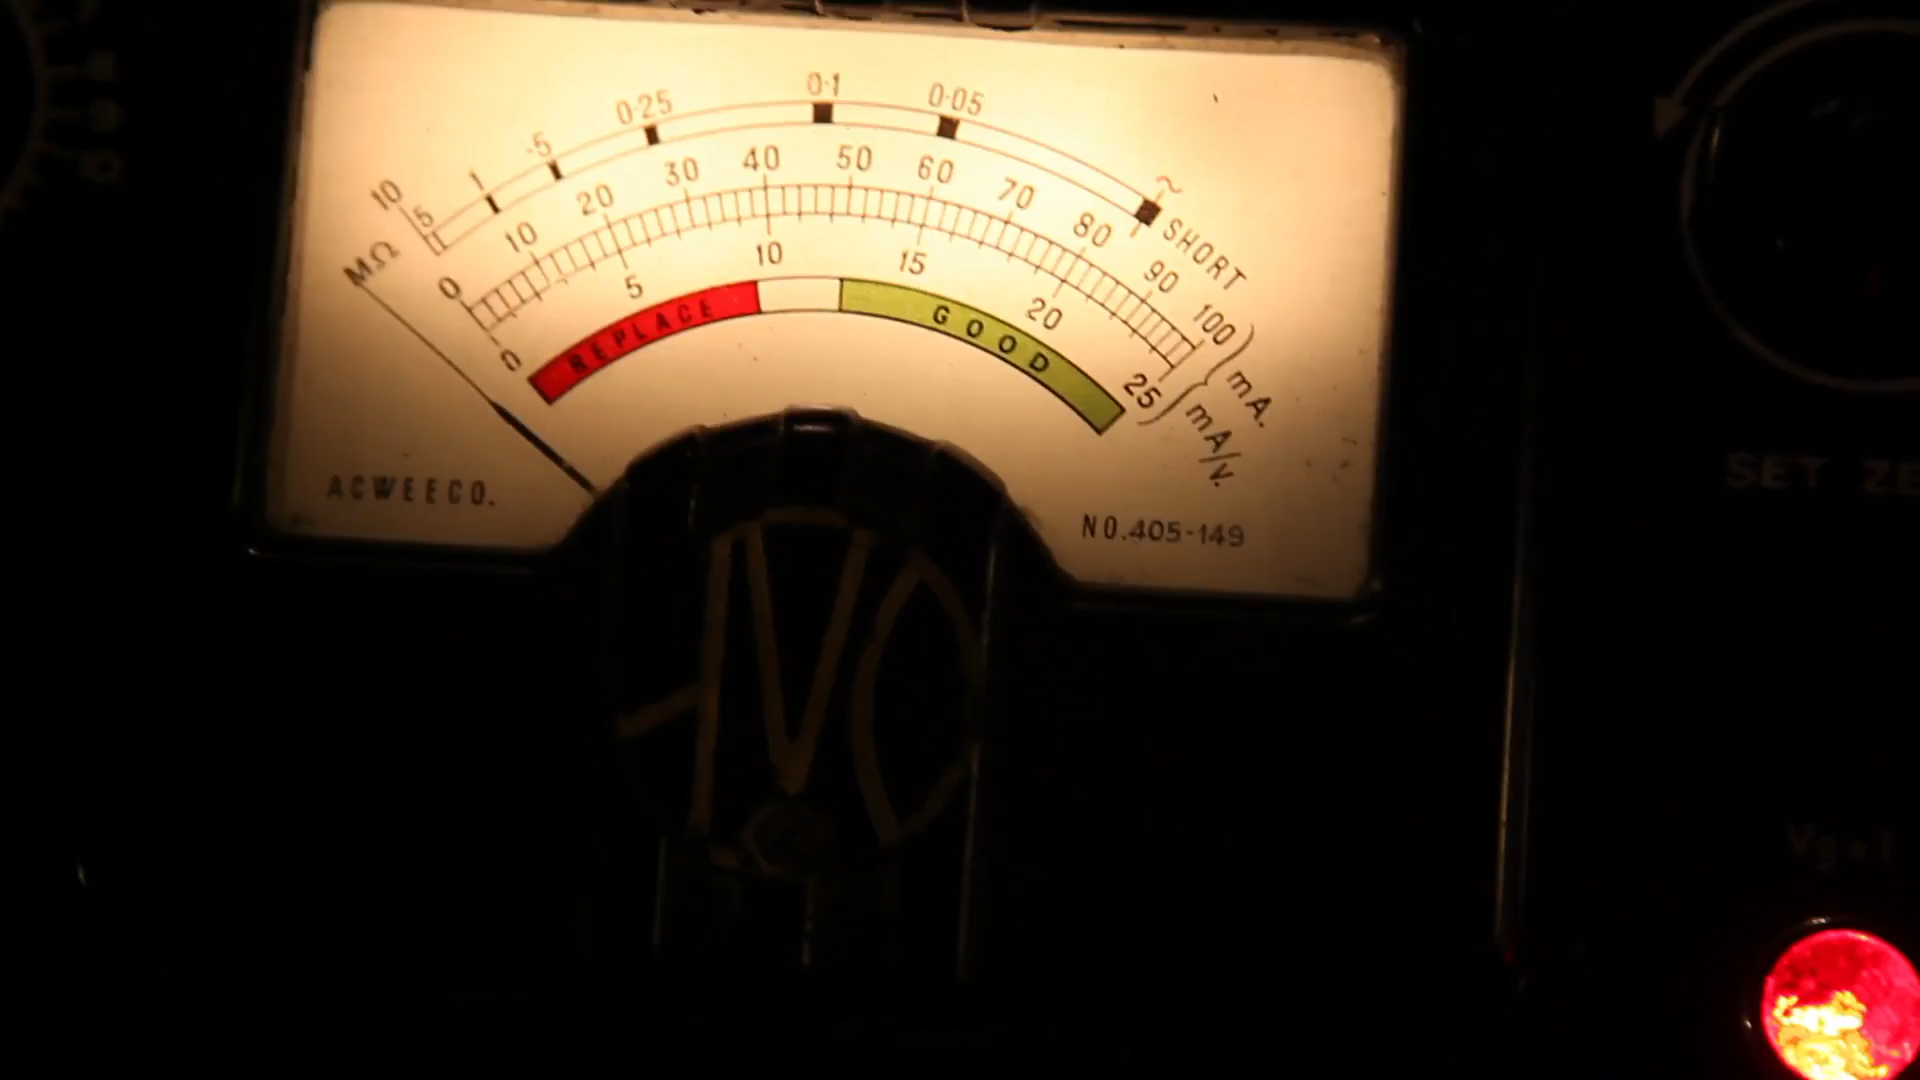 0·1
0·25
0·05
·5
1
10
5
~
SHORT
MΩ
0 10 20 30 40 50 60 70 80 90 100
mA.
0 5 10 15 20 25
mA/V.
REPLACE
GOOD
ACWEECO.
NO.405-149
AVO
SET ZE